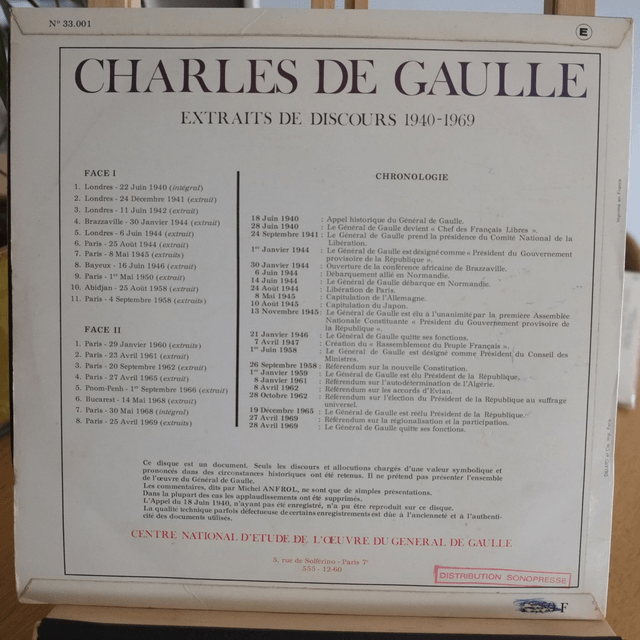 N° 33.001
E
CHARLES DE GAULLE
EXTRAITS DE DISCOURS 1940-1969
FACE I
1. Londres - 22 Juin 1940 (intégral)
2. Londres - 24 Décembre 1941 (extrait)
3. Londres - 11 Juin 1942 (extrait)
4. Brazzaville - 30 Janvier 1944 (extrait)
5. Londres - 6 Juin 1944 (extrait)
6. Paris - 25 Août 1944 (extrait)
7. Paris - 8 Mai 1945 (extraits)
8. Bayeux - 16 Juin 1946 (extrait)
9. Paris - 1er Mai 1950 (extrait)
10. Abidjan - 25 Août 1958 (extrait)
11. Paris - 4 Septembre 1958 (extraits)
FACE II
1. Paris - 29 Janvier 1960 (extraits)
2. Paris - 23 Avril 1961 (extrait)
3. Paris - 20 Septembre 1962 (extrait)
4. Paris - 27 Avril 1965 (extrait)
5. Pnom-Penh - 1er Septembre 1966 (extrait)
6. Bucarest - 14 Mai 1968 (extrait)
7. Paris - 30 Mai 1968 (intégral)
8. Paris - 25 Avril 1969 (extraits)
CHRONOLOGIE
18 Juin 1940 : Appel historique du Général de Gaulle.
28 Juin 1940 : Le Général de Gaulle devient « Chef des Français Libres ».
24 Septembre 1941 : Le Général de Gaulle prend la présidence du Comité National de la
Libération.
1er Janvier 1944 : Le Général de Gaulle est désigné comme « Président du Gouvernement
provisoire de la République ».
30 Janvier 1944 : Ouverture de la conférence africaine de Brazzaville.
6 Juin 1944 : Débarquement allié en Normandie.
14 Juin 1944 : Le Général de Gaulle débarque en Normandie.
24 Août 1944 : Libération de Paris.
8 Mai 1945 : Capitulation de l'Allemagne.
10 Août 1945 : Capitulation du Japon.
13 Novembre 1945 : Le Général de Gaulle est élu à l'unanimité par la première Assemblée
Nationale Constituante « Président du Gouvernement provisoire de
la République ».
21 Janvier 1946 : Le Général de Gaulle quitte ses fonctions.
7 Avril 1947 : Création du « Rassemblement du Peuple Français ».
1er Juin 1958 : Le Général de Gaulle est désigné comme Président du Conseil des
Ministres.
26 Septembre 1958 : Référendum sur la nouvelle Constitution.
1er Janvier 1959 : Le Général de Gaulle est élu Président de la République.
8 Janvier 1961 : Référendum sur l'autodétermination de l'Algérie.
8 Avril 1962 : Référendum sur les accords d'Evian.
28 Octobre 1962 : Référendum sur l'élection du Président de la République au suffrage
universel.
19 Décembre 1965 : Le Général de Gaulle est réélu Président de la République.
27 Avril 1969 : Référendum sur la régionalisation et la participation.
28 Avril 1969 : Le Général de Gaulle quitte ses fonctions.
Ce disque est un document. Seuls les discours et allocutions chargés d'une valeur symbolique et
prononcés dans des circonstances historiques ont été retenus. Il ne prétend pas présenter l'ensemble
de l'œuvre du Général de Gaulle.
Les commentaires, dits par Michel ANFROL, ne sont que de simples présentations.
Dans la plupart des cas les applaudissements ont été supprimés.
L'Appel du 18 Juin 1940, n'ayant pas été enregistré, n'a pu être reproduit sur ce disque.
La qualité technique parfois défectueuse de certains enregistrements est dûe à l'ancienneté et à l'authenti-
cité des documents utilisés.
CENTRE NATIONAL D'ETUDE DE L'ŒUVRE DU GENERAL DE GAULLE
5, rue de Solférino - Paris 7e
555 - 12-60
DISTRIBUTION SONOPRESSE
F
Imprimé en France